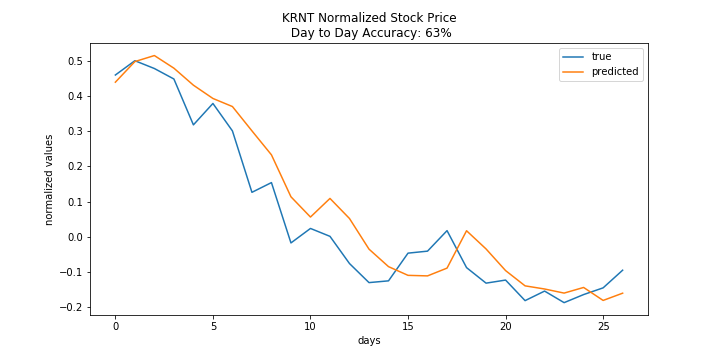 KRNT Normalized Stock Price
Day to Day Accuracy: 63%
true
predicted
normalized values
0.5
0.4
0.3
0.2
0.1
0.0
−0.1
−0.2
0
5
10
15
20
25
days